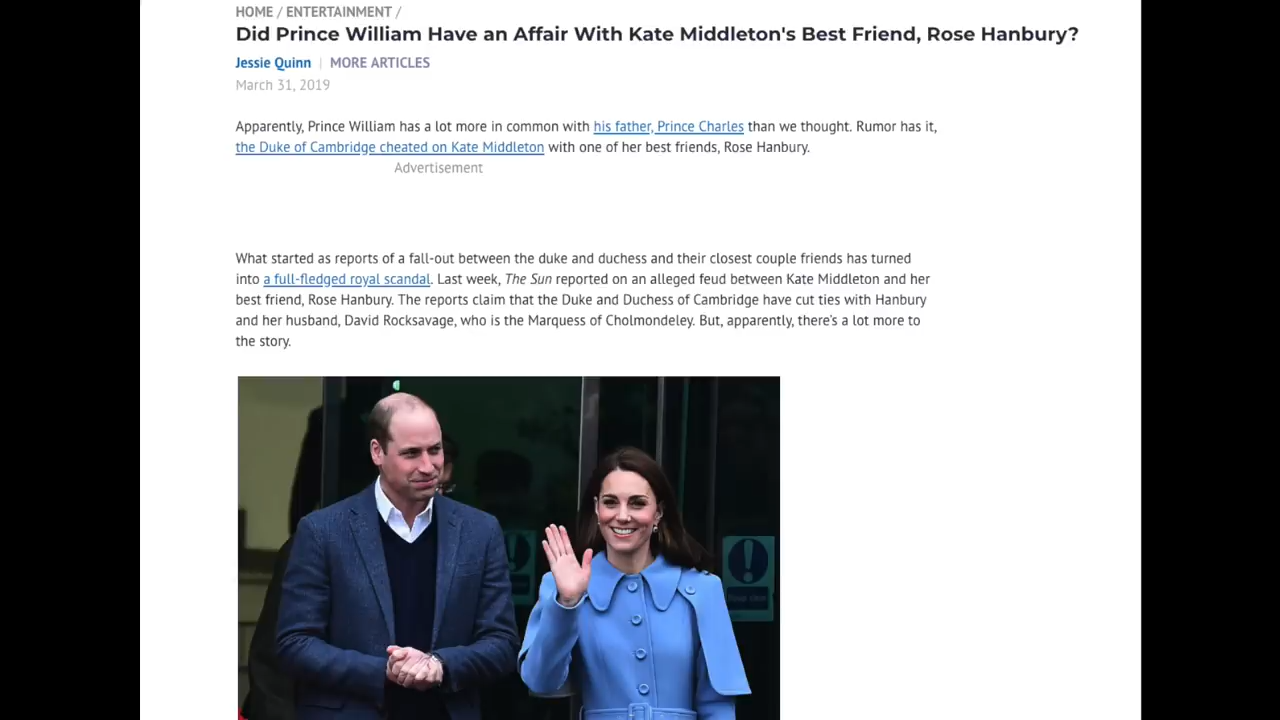 HOME / ENTERTAINMENT /
Did Prince William Have an Affair With Kate Middleton's Best Friend, Rose Hanbury?
Jessie Quinn | MORE ARTICLES
March 31, 2019
Apparently, Prince William has a lot more in common with his father, Prince Charles than we thought. Rumor has it,
the Duke of Cambridge cheated on Kate Middleton with one of her best friends, Rose Hanbury.
Advertisement
What started as reports of a fall-out between the duke and duchess and their closest couple friends has turned
into a full-fledged royal scandal. Last week, The Sun reported on an alleged feud between Kate Middleton and her
best friend, Rose Hanbury. The reports claim that the Duke and Duchess of Cambridge have cut ties with Hanbury
and her husband, David Rocksavage, who is the Marquess of Cholmondeley. But, apparently, there's a lot more to
the story.